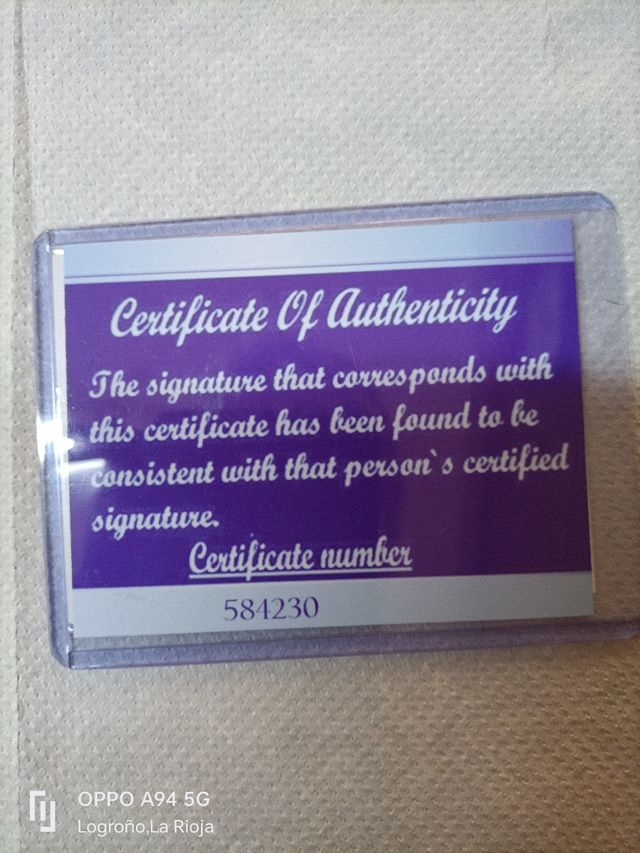 Certificate Of Authenticity
The signature that corresponds with
this certificate has been found to be
consistent with that person`s certified
signature.
Certificate number
584230
OPPO A94 5G
Logroño,La Rioja